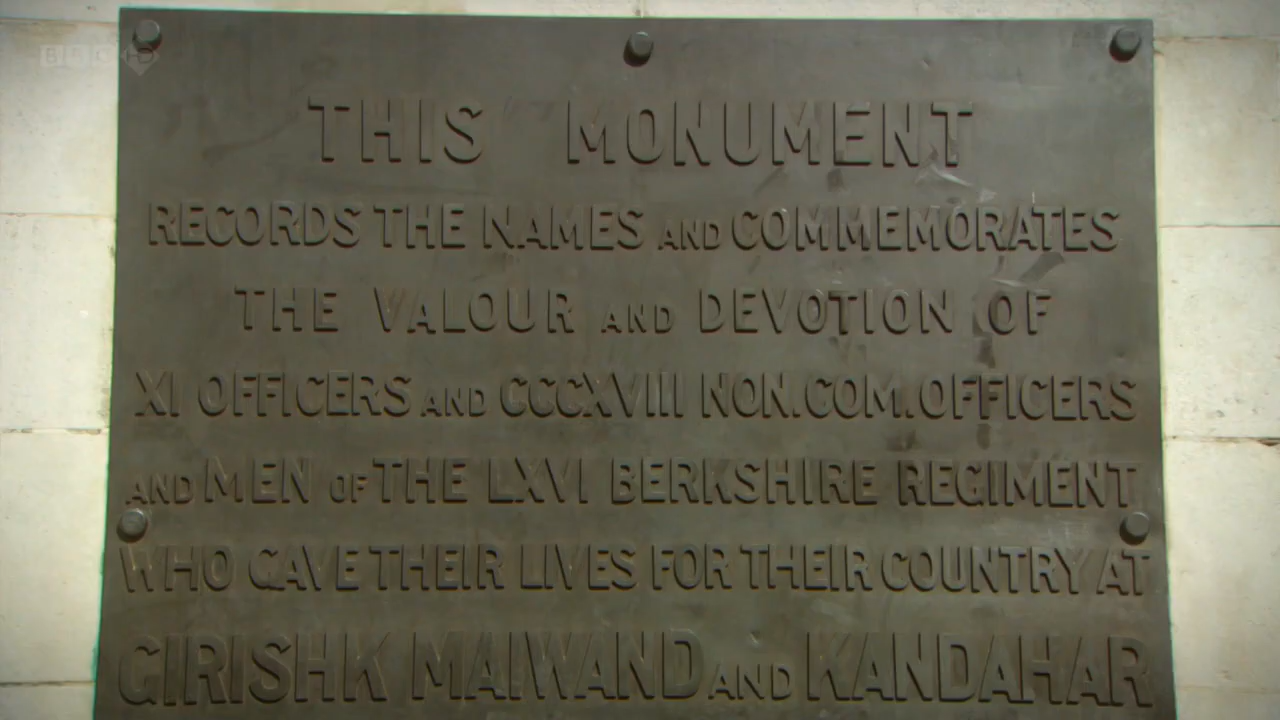 BBC HD
THIS MONUMENT
RECORDS THE NAMES AND COMMEMORATES
THE VALOUR AND DEVOTION OF
XI OFFICERS AND CCCXVIII NON.COM.OFFICERS
AND MEN OF THE LXVI BERKSHIRE REGIMENT
WHO GAVE THEIR LIVES FOR THEIR COUNTRY AT
GIRISHK MAIWAND AND KANDAHAR